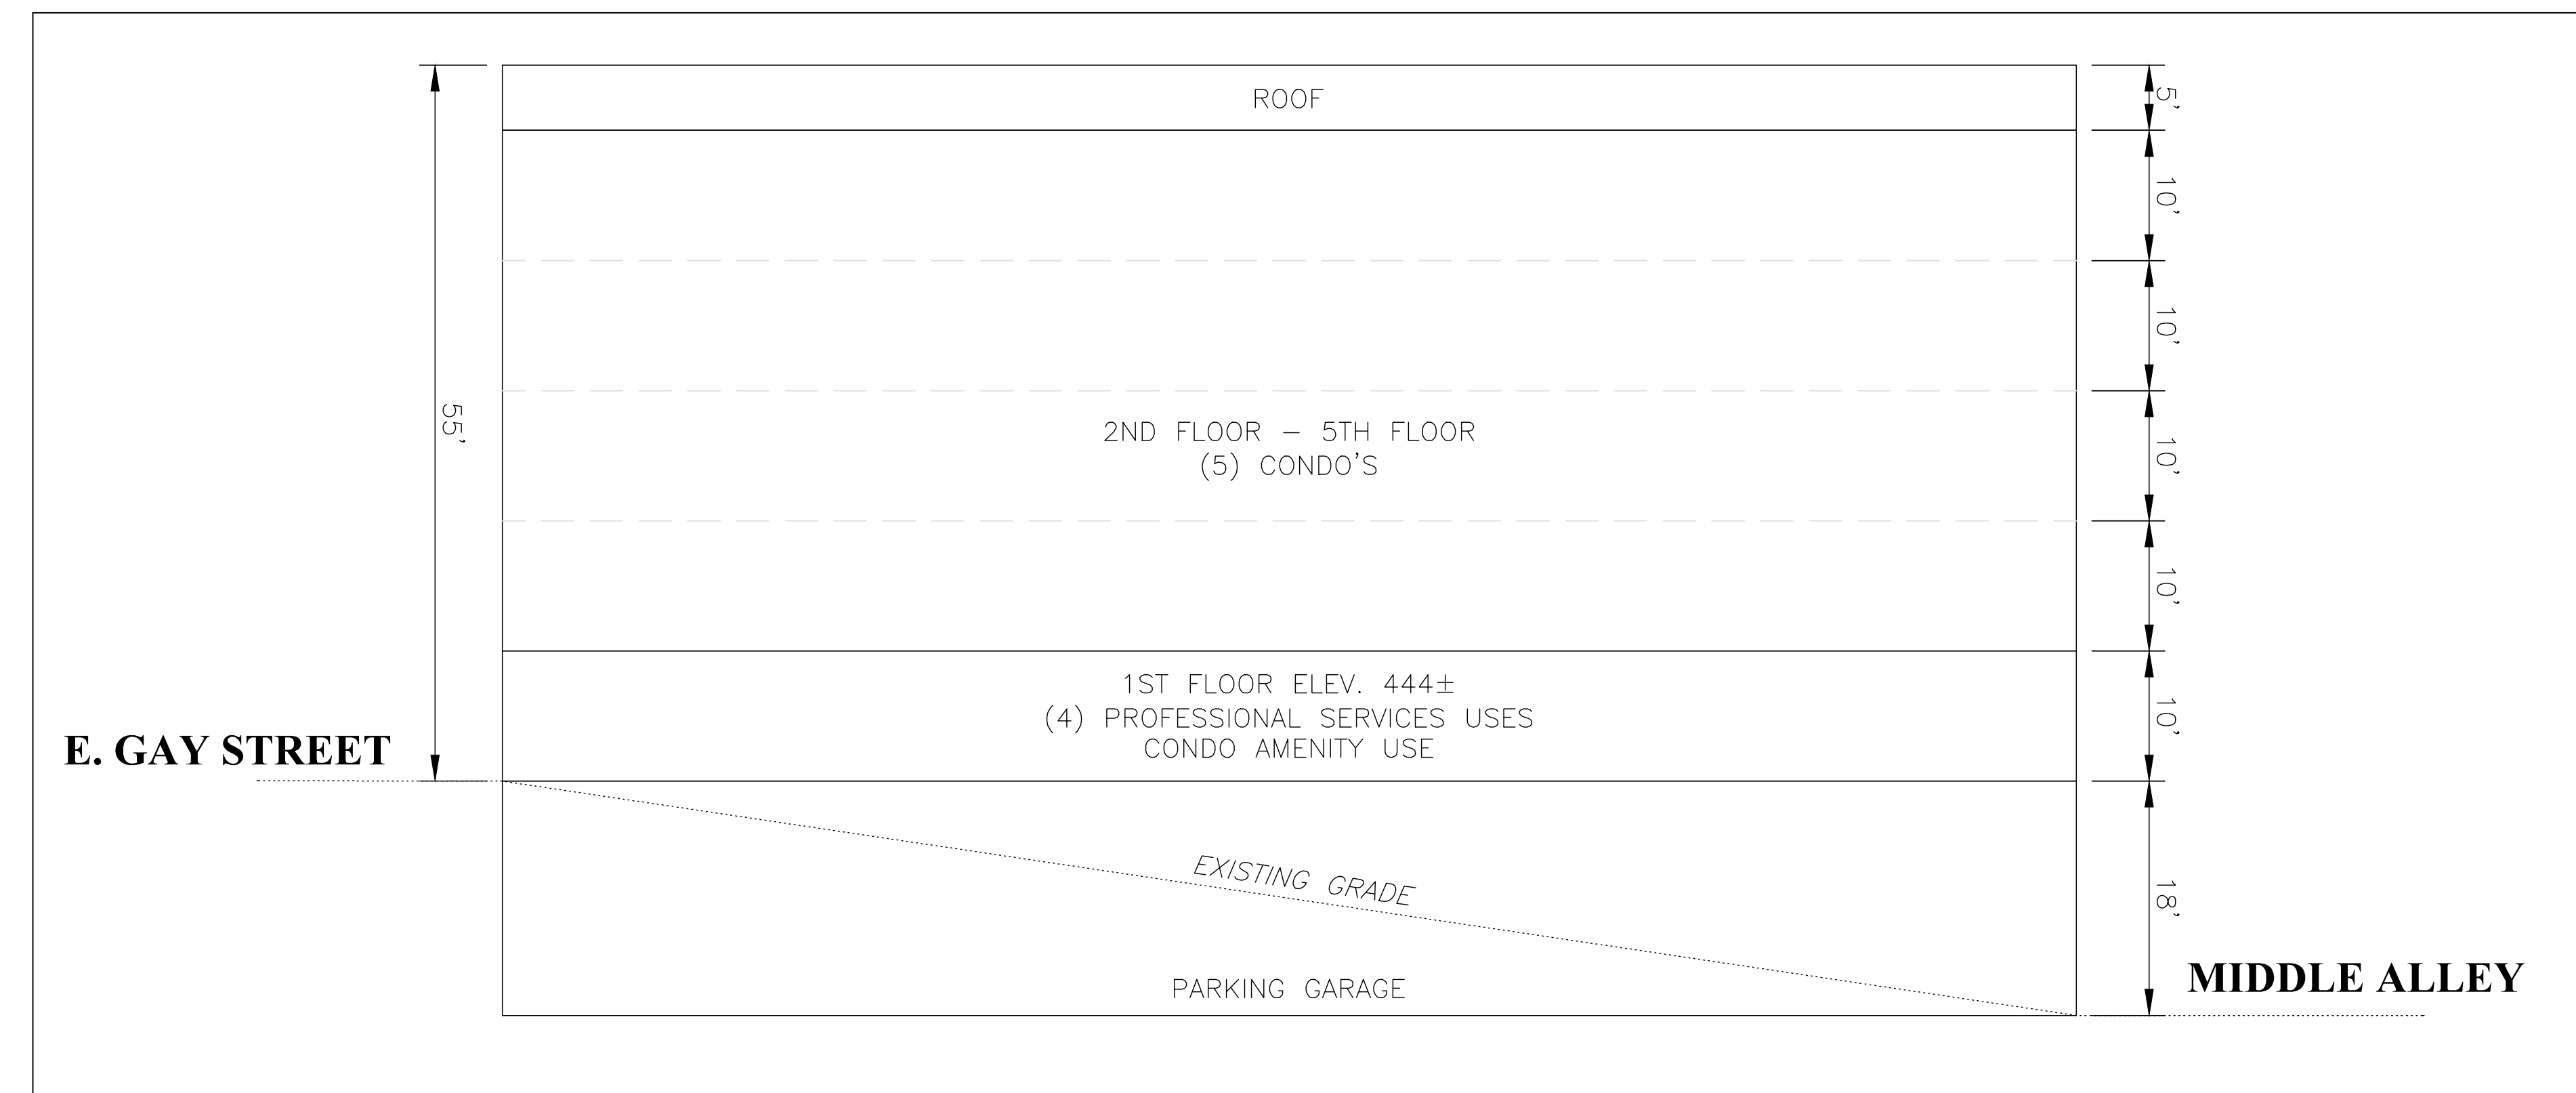 ROOF
5'
10'
10'
10'
2ND FLOOR – 5TH FLOOR
(5) CONDO'S
55'
10'
1ST FLOOR ELEV. 444±
(4) PROFESSIONAL SERVICES USES
CONDO AMENITY USE
10'
E. GAY STREET
EXISTING GRADE
18'
PARKING GARAGE
MIDDLE ALLEY